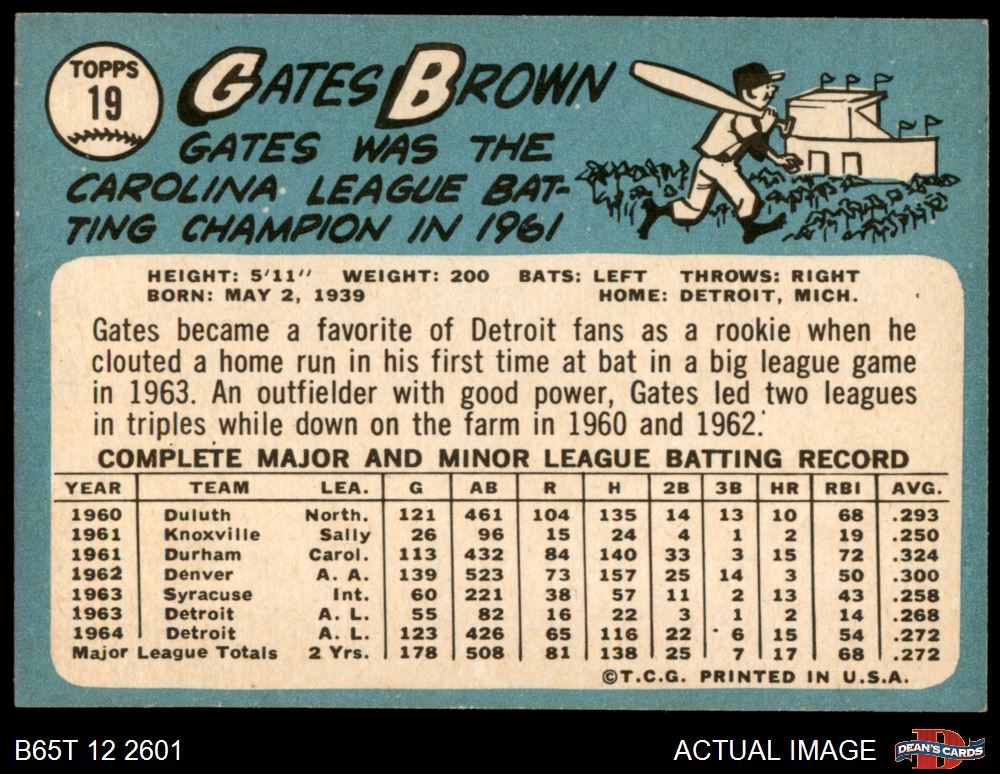 TOPPS
19
GATES BROWN
GATES WAS THE
CAROLINA LEAGUE BAT-
TING CHAMPION IN 1961
HEIGHT: 5'11" WEIGHT: 200 BATS: LEFT THROWS: RIGHT
BORN: MAY 2, 1939 HOME: DETROIT, MICH.
Gates became a favorite of Detroit fans as a rookie when he
clouted a home run in his first time at bat in a big league game
in 1963. An outfielder with good power, Gates led two leagues
in triples while down on the farm in 1960 and 1962.
COMPLETE MAJOR AND MINOR LEAGUE BATTING RECORD
YEAR TEAM LEA. G AB R H 2B 3B HR RBI AVG.
1960 Duluth North. 121 461 104 135 14 13 10 68 .293
1961 Knoxville Sally 26 96 15 24 4 1 2 19 .250
1961 Durham Carol. 113 432 84 140 33 3 15 72 .324
1962 Denver A. A. 139 523 73 157 25 14 3 50 .300
1963 Syracuse Int. 60 221 38 57 11 2 13 43 .258
1963 Detroit A. L. 55 82 16 22 3 1 2 14 .268
1964 Detroit A. L. 123 426 65 116 22 6 15 54 .272
Major League Totals 2 Yrs. 178 508 81 138 25 7 17 68 .272
©T.C.G. PRINTED IN U.S.A.
B65T 12 2601 ACTUAL IMAGE DEAN'S CARDS